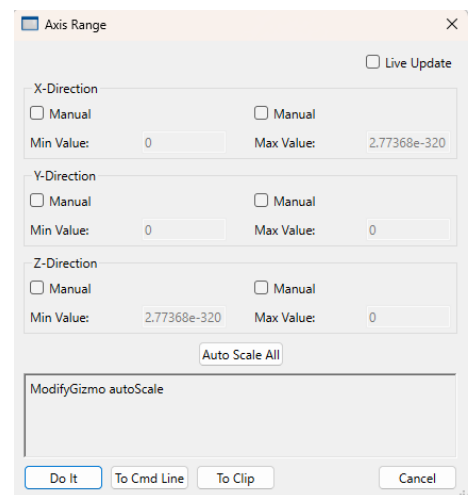 Axis Range
Live Update
X-Direction
Manual Manual
Min Value: 0 Max Value: 2.77368e-320
Y-Direction
Manual Manual
Min Value: 0 Max Value: 0
Z-Direction
Manual Manual
Min Value: 2.77368e-320 Max Value: 0
Auto Scale All
ModifyGizmo autoScale
Do It To Cmd Line To Clip Cancel